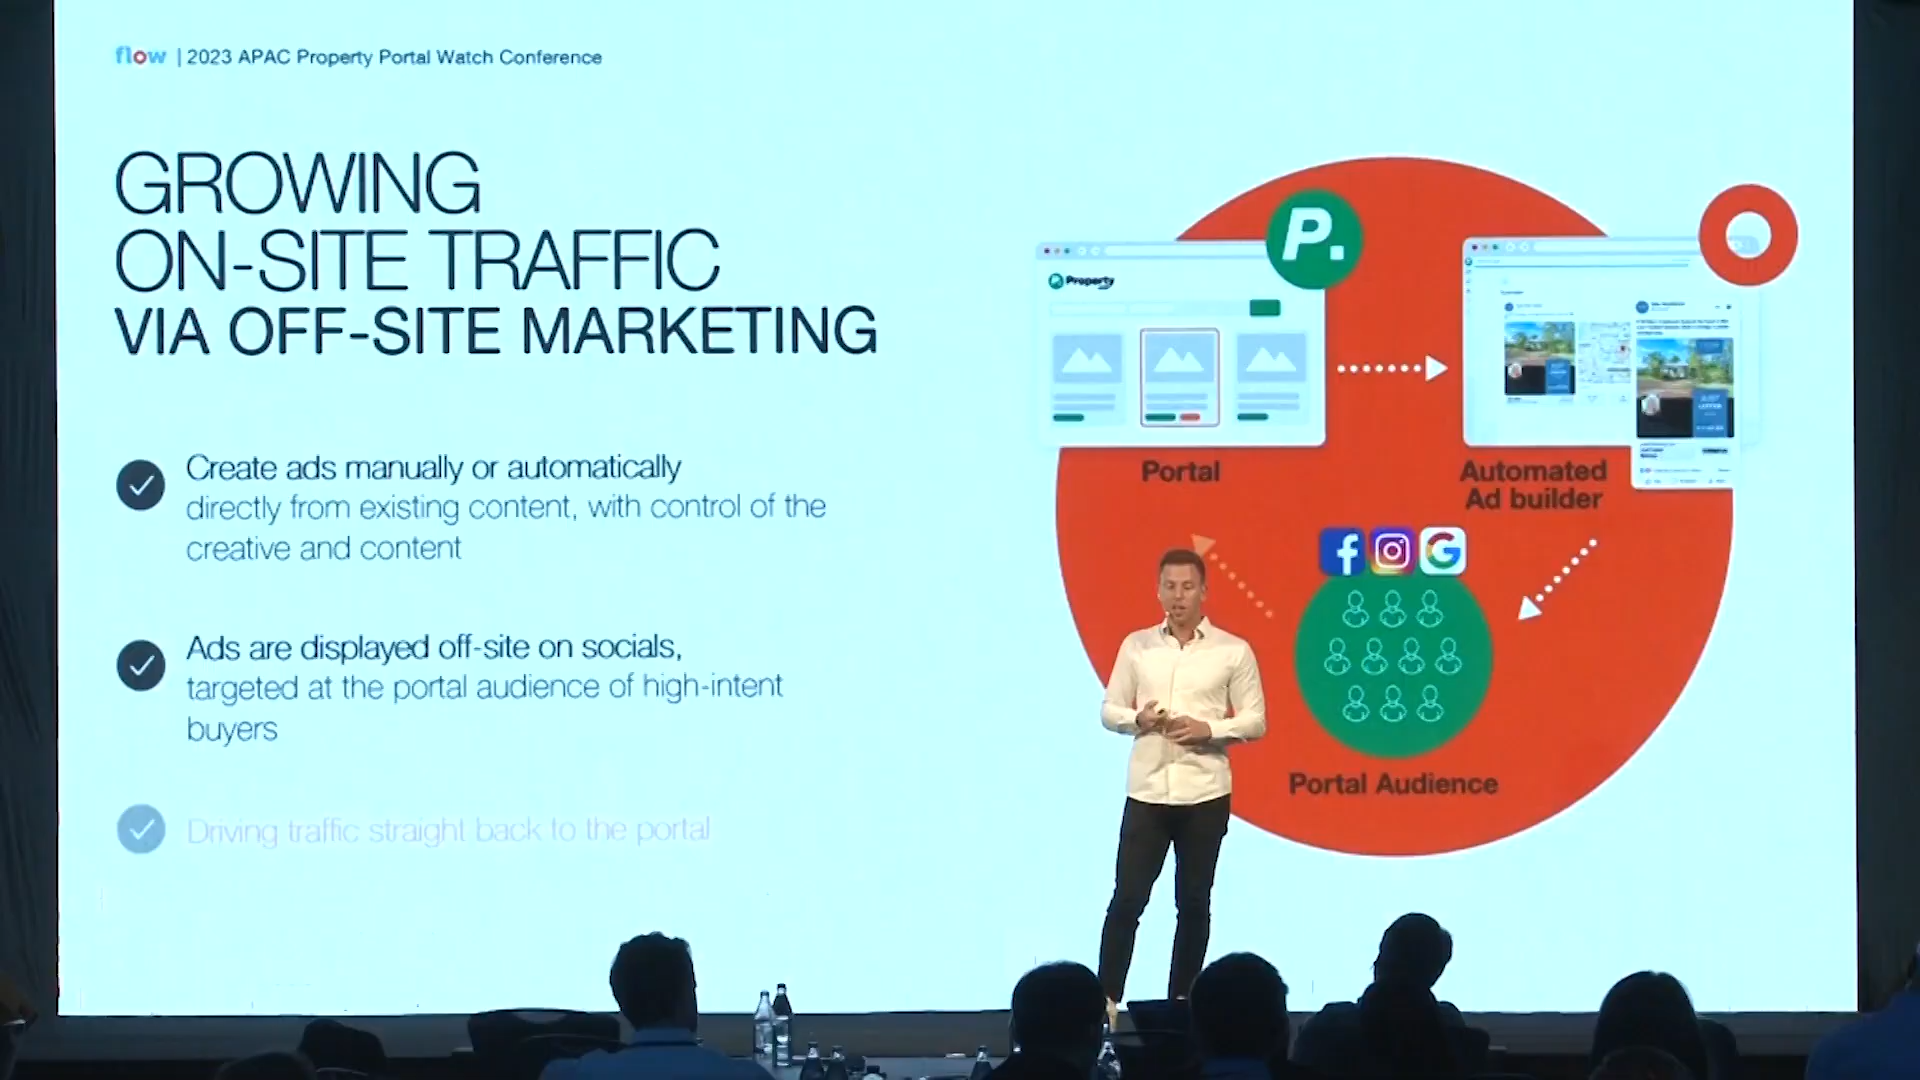 flow | 2023 APAC Property Portal Watch Conference
GROWING
ON-SITE TRAFFIC
VIA OFF-SITE MARKETING
Create ads manually or automatically
directly from existing content, with control of the
creative and content
Ads are displayed off-site on socials,
targeted at the portal audience of high-intent
buyers
Driving traffic straight back to the portal
P.
Property
Portal
Automated
Ad builder
Portal Audience